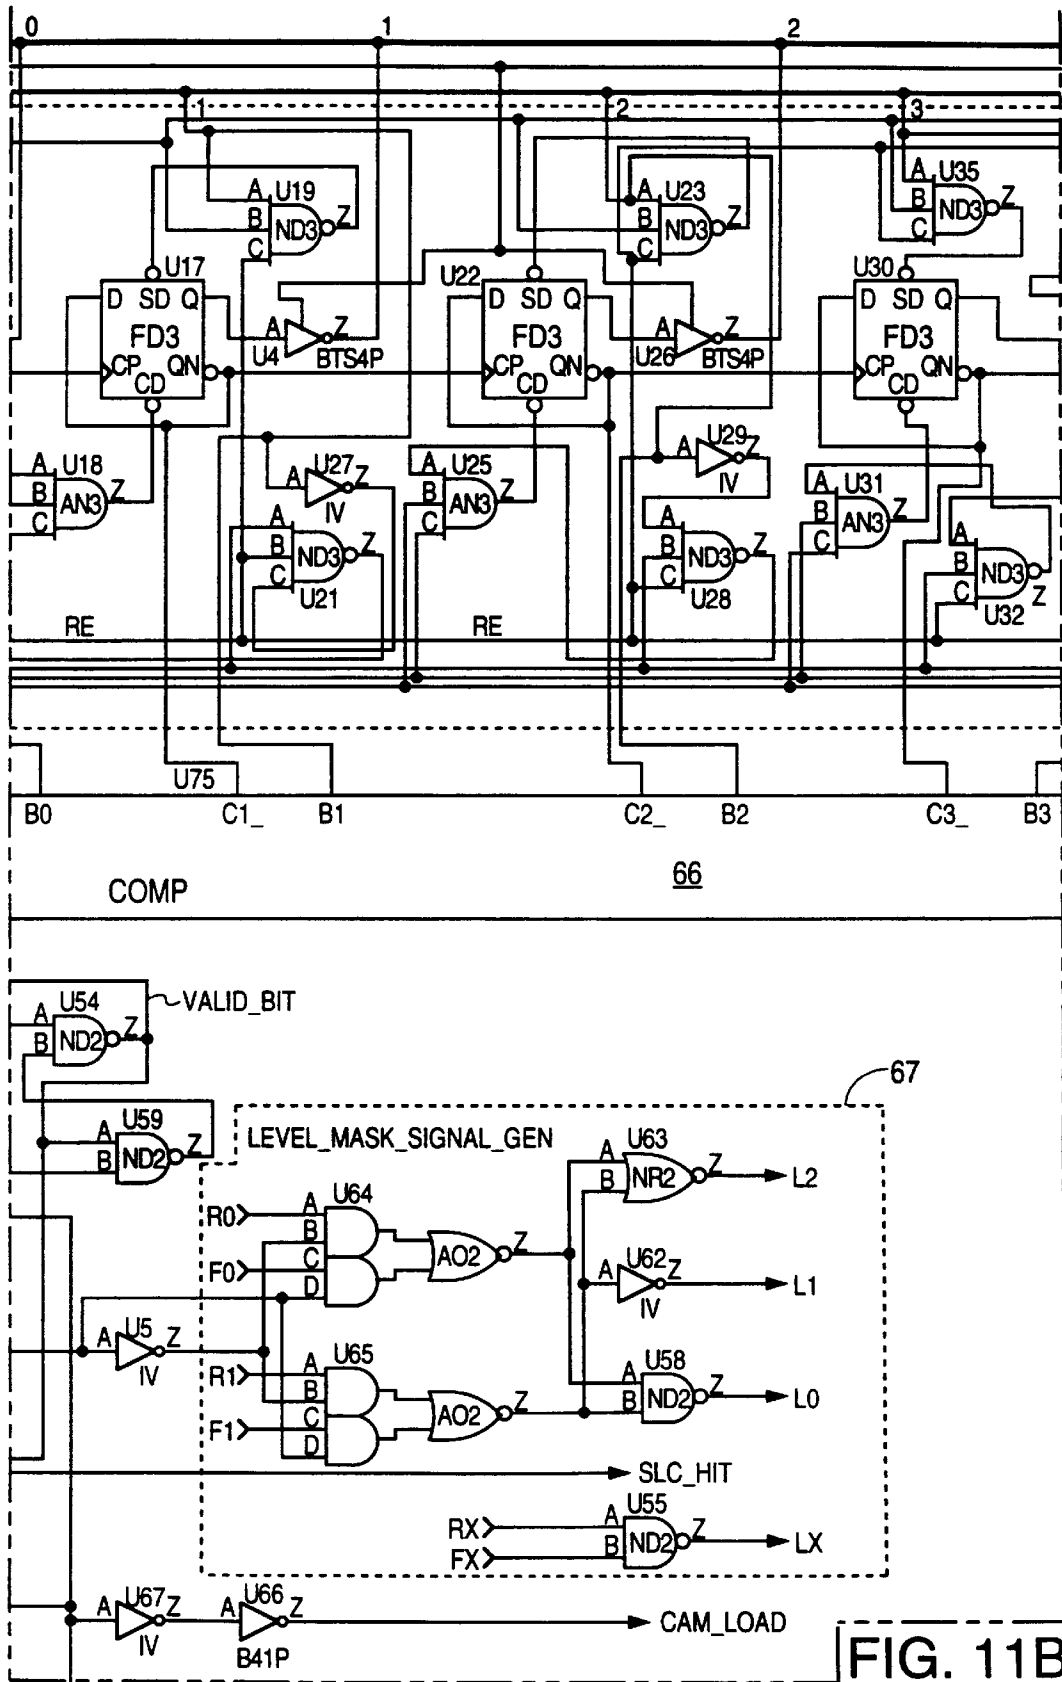 0 1 2
1 2 3
A U19 A U23 A U35
B ND3 Z B ND3 Z B ND3 Z
C C C
U17 U22 U30
D SD Q A Z D SD Q A Z D SD Q
FD3 U4 BTS4P FD3 U26 BTS4P FD3
CP CD QN CP CD QN CP CD QN
A U18 A U27 Z A U25 A U29 Z A U31
B AN3 Z IV B AN3 Z IV B AN3 Z
C C C
A A A
B ND3 Z B ND3 Z B ND3
C C C Z
U21 U28 U32
RE RE
U75
B0 C1_ B1 C2_ B2 C3_ B3
COMP 66
U54 VALID_BIT
A Z
B ND2
67
U59
A Z
B ND2
LEVEL_MASK_SIGNAL_GEN
U63
A Z L2
B NR2
U64
R0 A
B
F0 C AO2 Z
D
U62
A Z L1
IV
U5
A Z
IV
U65
R1 A
B
F1 C AO2 Z
D
U58
A Z L0
B ND2
SLC_HIT
U55
RX A Z LX
FX B ND2
U67 U66
A Z A Z CAM_LOAD
IV B41P
FIG. 11B